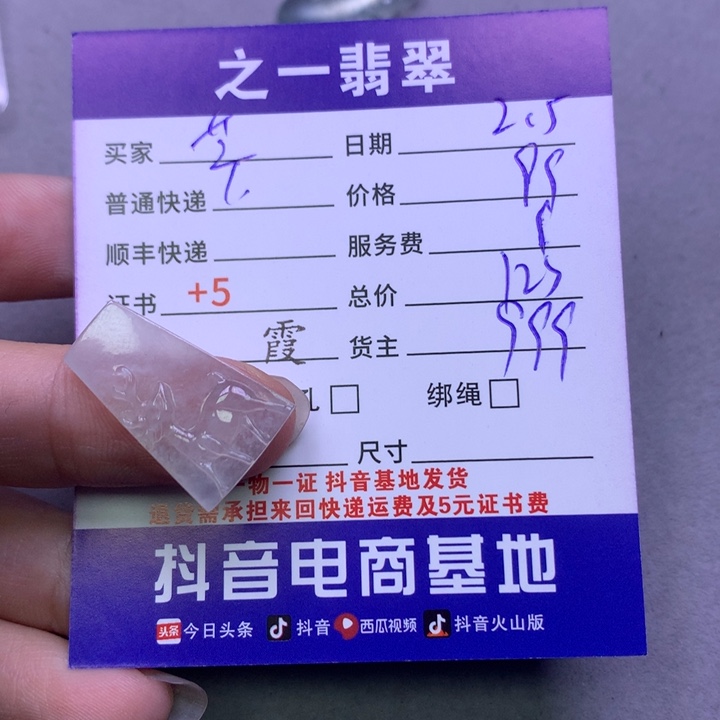 之一翡翠
买家 日期 2.5
普通快递 价格
顺丰快递 服务费
证书 +5 总价 125
霞 货主 999
孔 绑绳
尺寸
一物一证 抖音基地发货
退货需承担来回快递运费及5元证书费
抖音电商基地
头条 今日头条 抖音 西瓜视频 抖音火山版